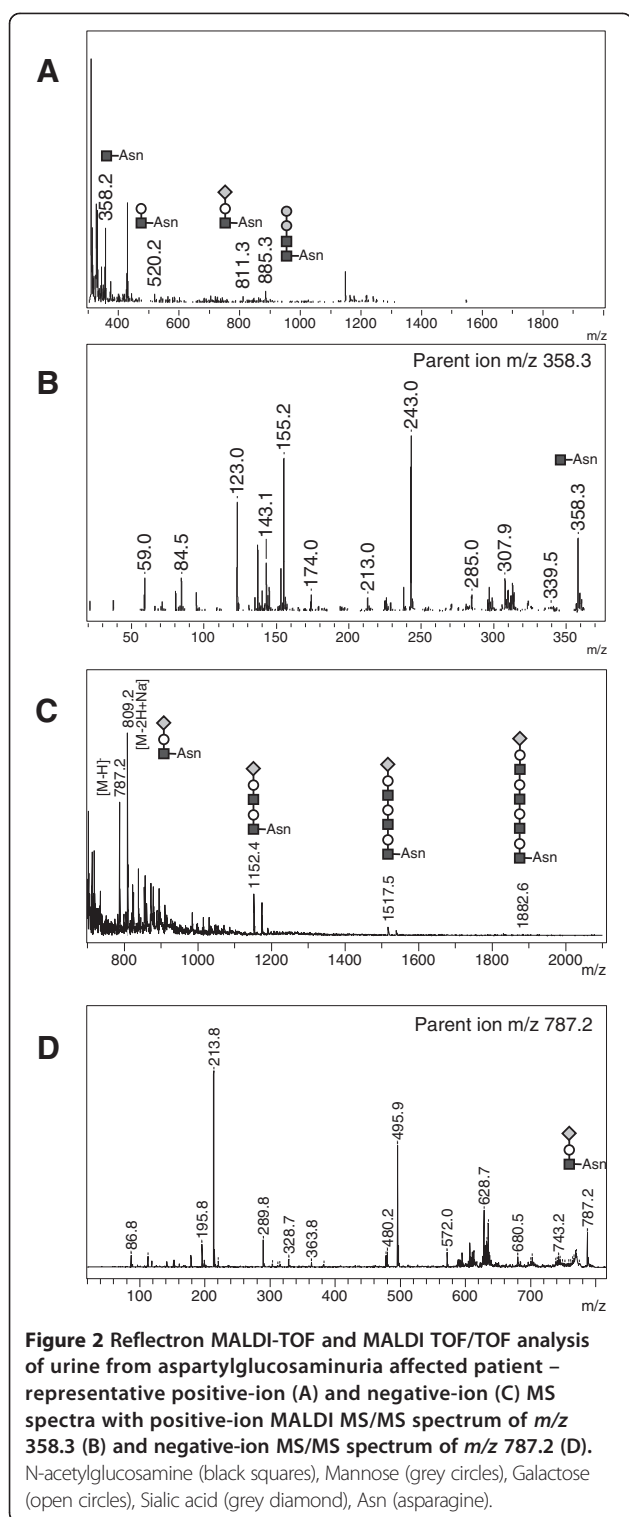 A
Asn
358.2
Asn
520.2
Asn
811.3
Asn
885.3
400 600 800 1000 1200 1400 1600 1800
m/z
B
Parent ion m/z 358.3
59.0
84.5
123.0
143.1
155.2
174.0
213.0
243.0
285.0
307.9
339.5
Asn
358.3
50 100 150 200 250 300 350
m/z
C
[M-H]
787.2
809.2
[M-2H+Na]
Asn
Asn
1152.4
Asn
1517.5
Asn
1882.6
800 1000 1200 1400 1600 1800 2000
m/z
D
Parent ion m/z 787.2
86.8
195.8
213.8
289.8
328.7
363.8
480.2
495.9
572.0
628.7
680.5
743.2
Asn
787.2
100 200 300 400 500 600 700
m/z
Figure 2 Reflectron MALDI-TOF and MALDI TOF/TOF analysis
of urine from aspartylglucosaminuria affected patient –
representative positive-ion (A) and negative-ion (C) MS
spectra with positive-ion MALDI MS/MS spectrum of m/z
358.3 (B) and negative-ion MS/MS spectrum of m/z 787.2 (D).
N-acetylglucosamine (black squares), Mannose (grey circles), Galactose
(open circles), Sialic acid (grey diamond), Asn (asparagine).